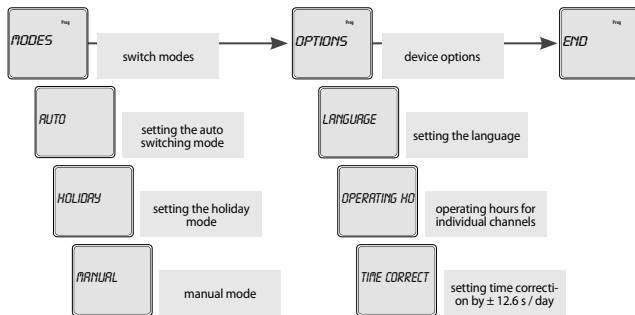 Prog
MODES
switch modes
Prog
OPTIONS
device options
Prog
END
AUTO
setting the auto
switching mode
LANGUAGE
setting the language
HOLIDAY
setting the holiday
mode
OPERATING HO
operating hours for
individual channels
MANUAL
manual mode
TIME CORRECT
setting time correcti-
on by ± 12.6 s / day